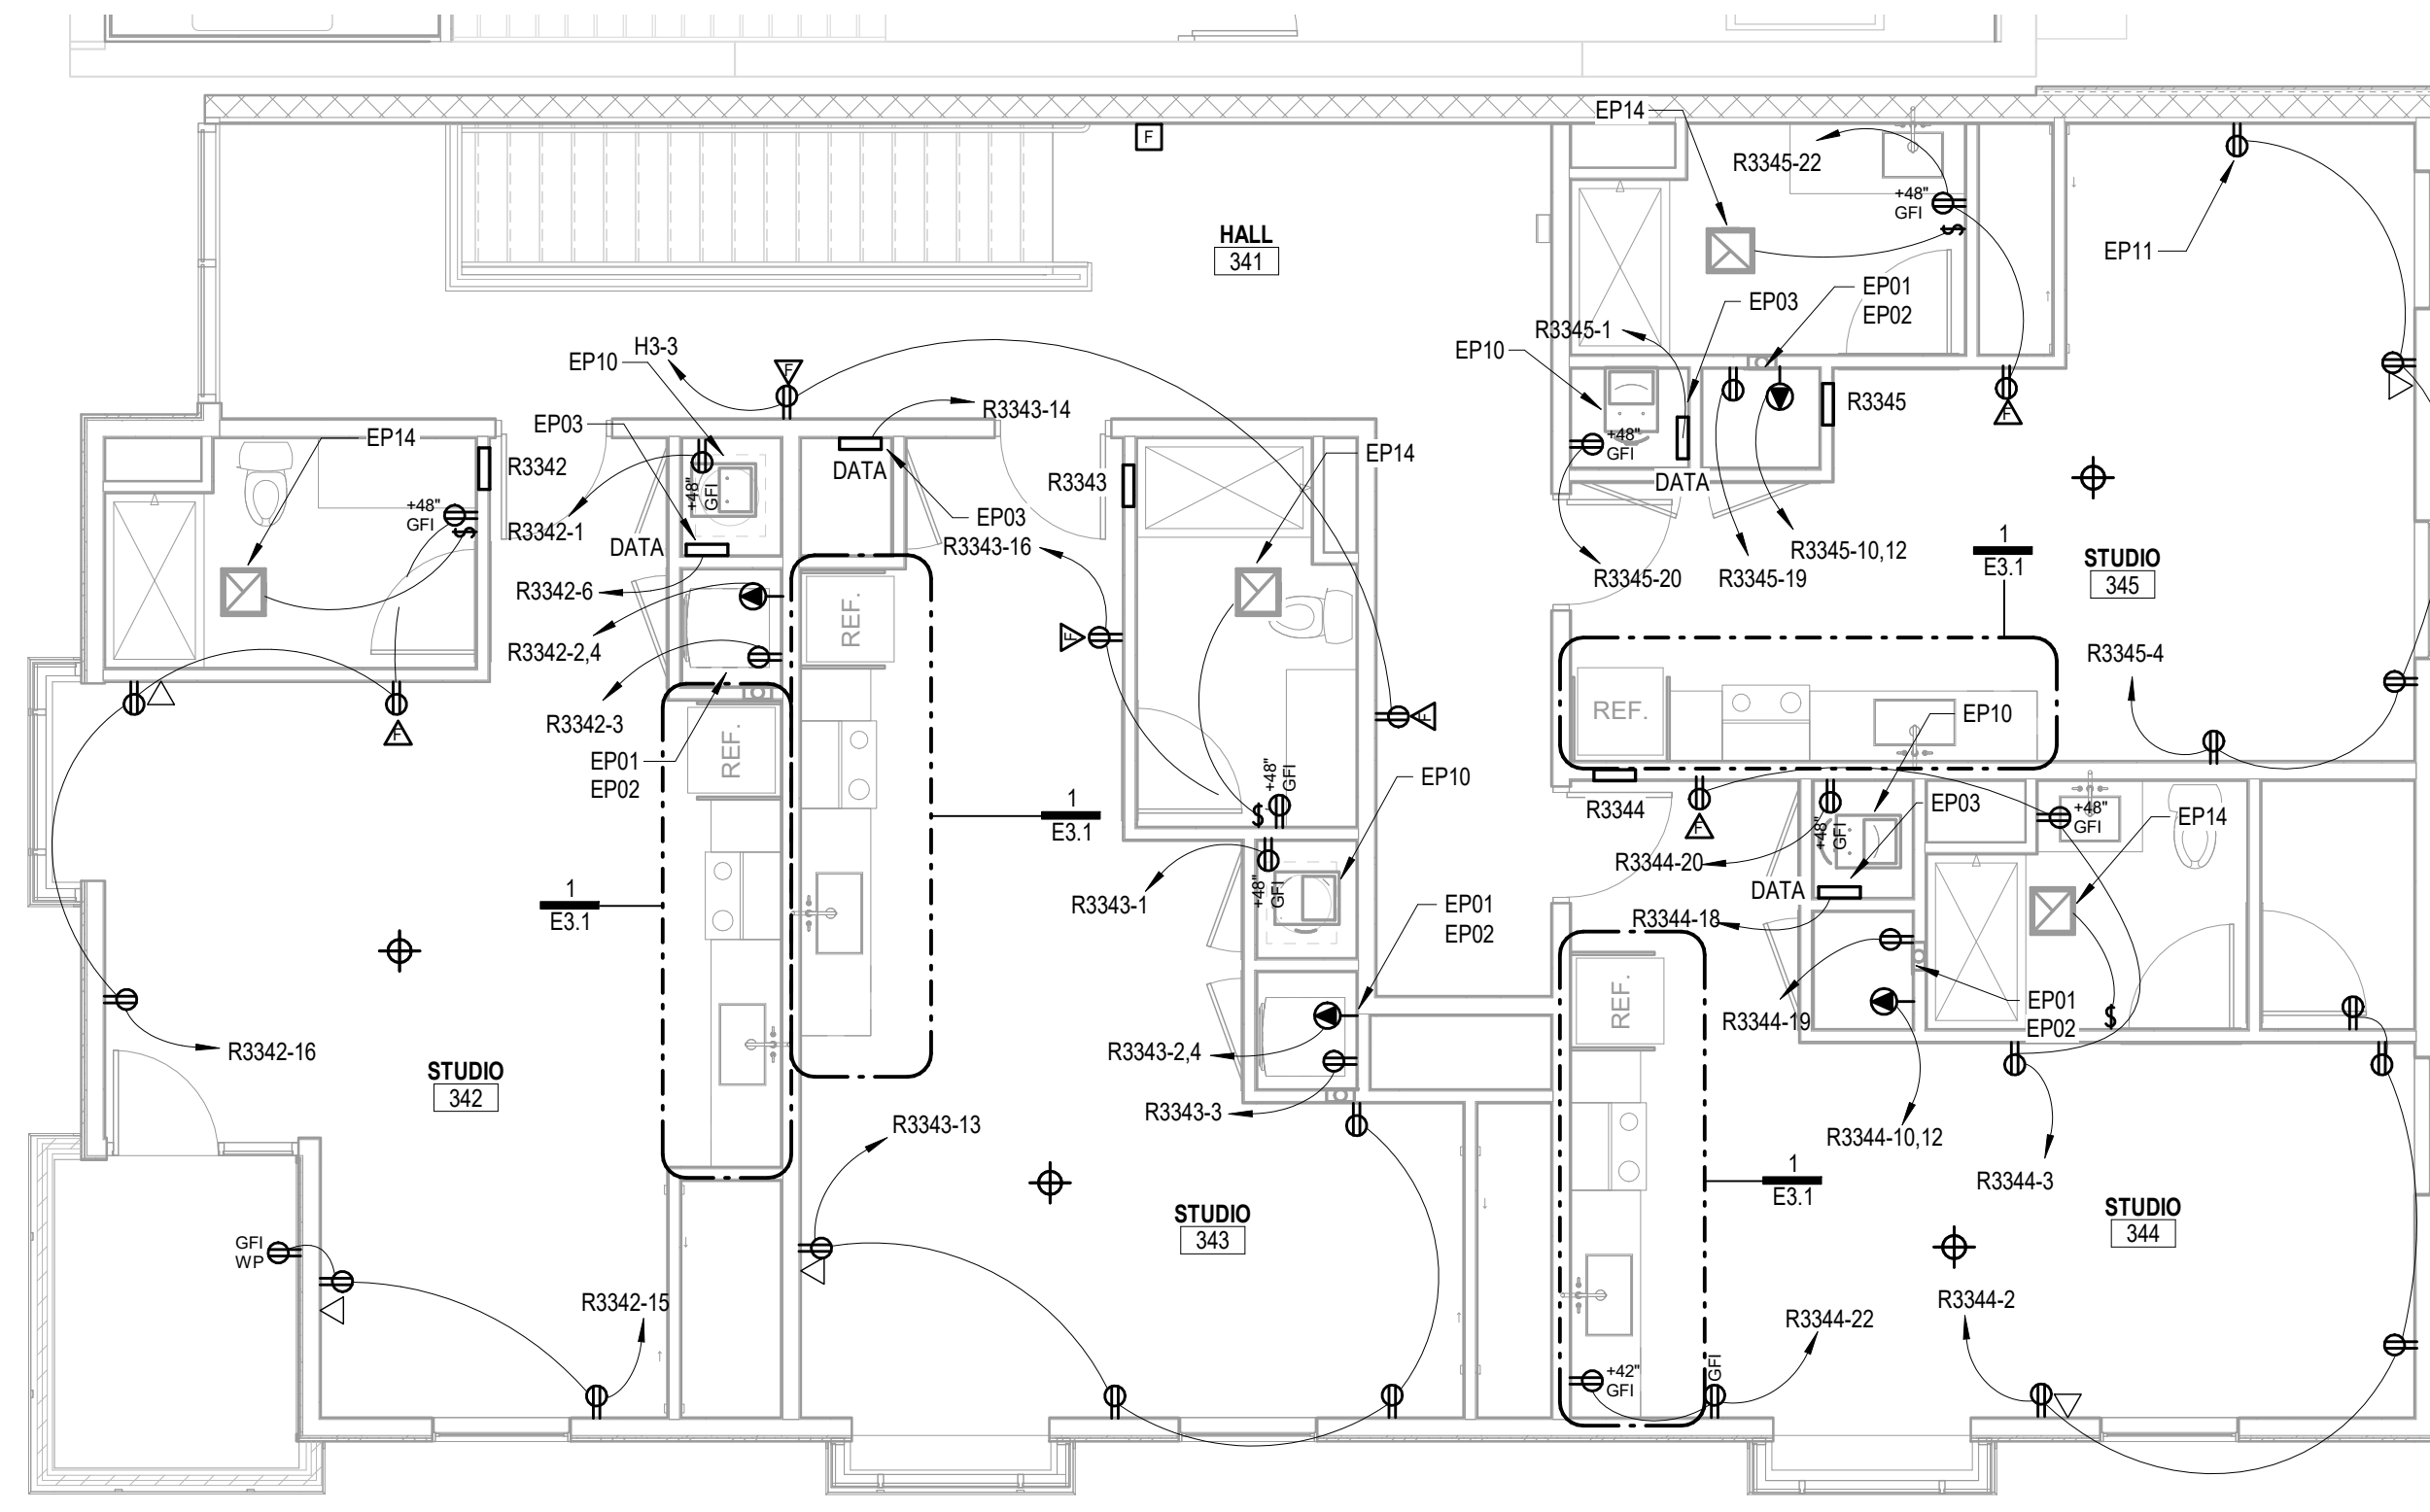 EP14
F
R3345-22
+48"
GFI
HALL
341
EP11
EP01
EP02
EP03
R3345-1
EP10
H3-3
EP10
F
R3343-14
R3345
F
EP03
EP14
+48"
GFI
R3342
DATA
EP14
R3343
DATA
+48"
GFI
+48"
GFI
EP03
R3342-1
DATA
R3343-16
R3345-10,12
1
E3.1
STUDIO
345
R3345-20
R3345-19
R3342-6
REF.
F
R3342-2,4
R3345-4
R3342-3
F
REF.
F
REF.
EP10
EP01
EP02
+48"
GFI
EP10
1
E3.1
R3344
F
EP03
+48"
GFI
EP14
+48"
GFI
R3344-20
DATA
1
E3.1
+48"
GFI
R3343-1
EP01
EP02
R3344-18
REF.
EP01
EP02
R3344-19
R3342-16
R3343-2,4
STUDIO
342
R3343-3
R3343-13
R3344-10,12
1
E3.1
R3344-3
STUDIO
343
STUDIO
344
GFI
WP
R3342-15
R3344-2
R3344-22
+42"
GFI
GFI